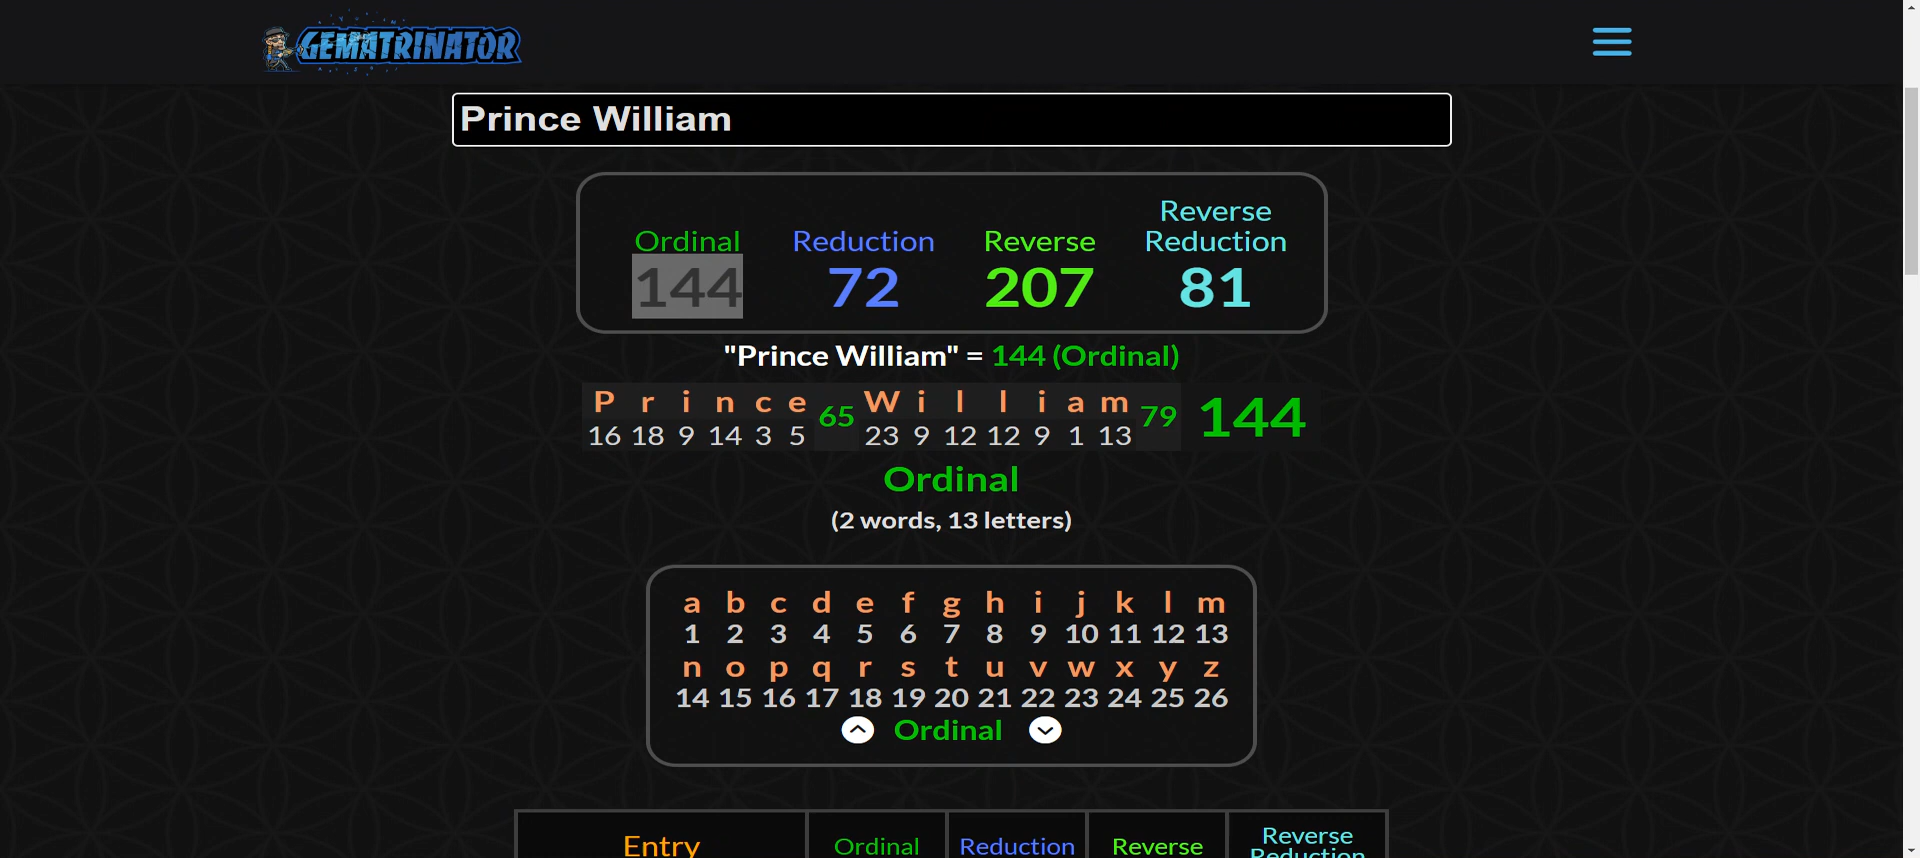 GEMATRINATOR
Prince William
Ordinal Reduction Reverse Reverse Reduction
144 72 207 81
"Prince William" = 144 (Ordinal)
P r i n c e 65 W i l l i a m 79 144
16 18 9 14 3 5 23 9 12 12 9 1 13
Ordinal
(2 words, 13 letters)
a b c d e f g h i j k l m
1 2 3 4 5 6 7 8 9 10 11 12 13
n o p q r s t u v w x y z
14 15 16 17 18 19 20 21 22 23 24 25 26
Ordinal
Entry Ordinal Reduction Reverse Reverse Reduction